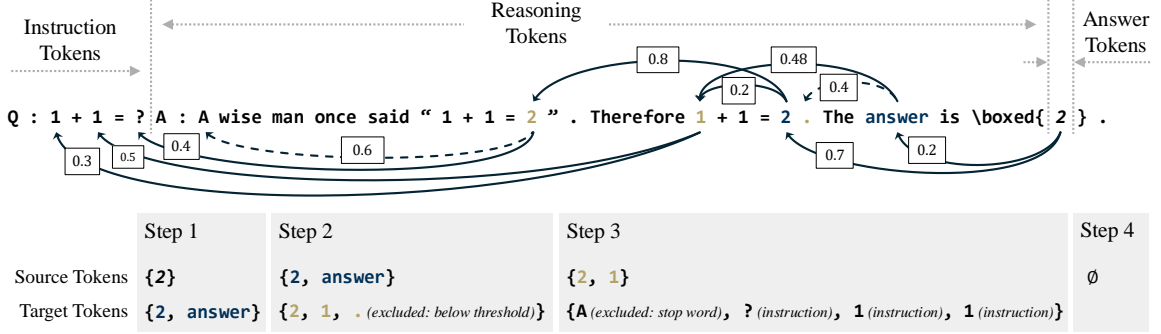 Instruction
Tokens
Reasoning
Tokens
Answer
Tokens
0.8
0.48
0.2
0.4
Q : 1 + 1 = ? A : A wise man once said “ 1 + 1 = 2 ” . Therefore 1 + 1 = 2 . The answer is \boxed{ 2 } .
0.3
0.5
0.4
0.6
0.7
0.2
Step 1
Step 2
Step 3
Step 4
Source Tokens {2} {2, answer} {2, 1} ∅
Target Tokens {2, answer} {2, 1, . (excluded: below threshold)} {A (excluded: stop word), ? (instruction), 1 (instruction), 1 (instruction)}